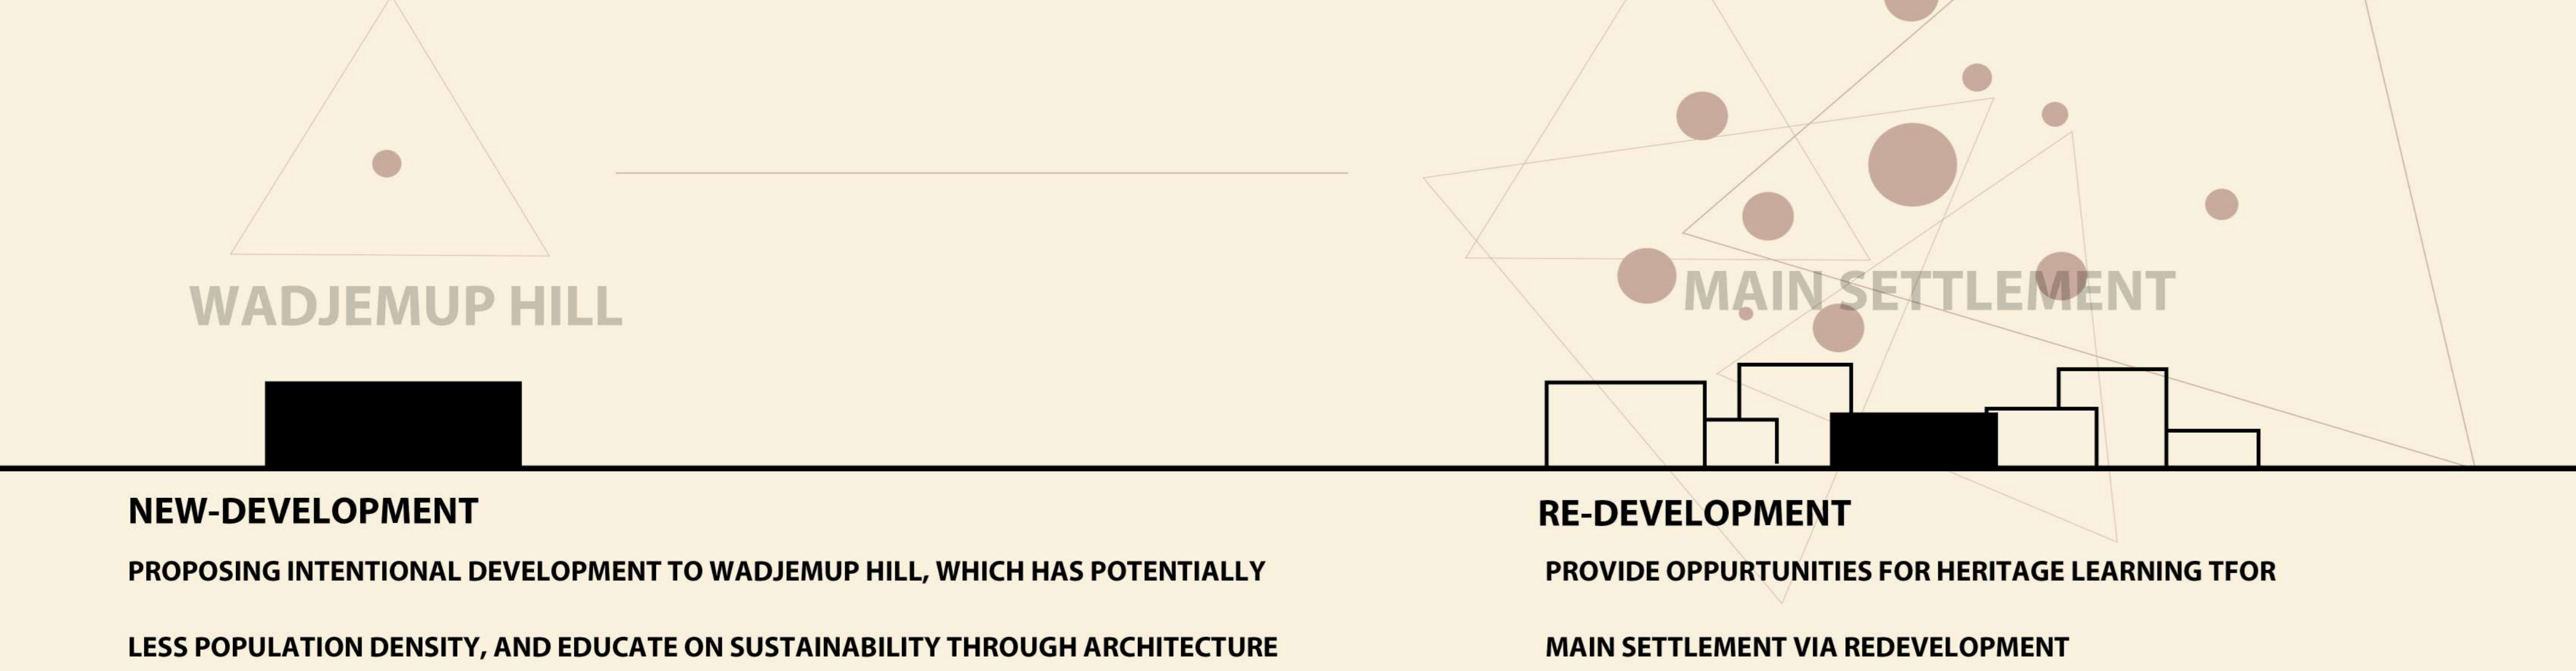 WADJEMUP HILL
MAIN SETTLEMENT
NEW-DEVELOPMENT
PROPOSING INTENTIONAL DEVELOPMENT TO WADJEMUP HILL, WHICH HAS POTENTIALLY
LESS POPULATION DENSITY, AND EDUCATE ON SUSTAINABILITY THROUGH ARCHITECTURE
RE-DEVELOPMENT
PROVIDE OPPURTUNITIES FOR HERITAGE LEARNING TFOR
MAIN SETTLEMENT VIA REDEVELOPMENT